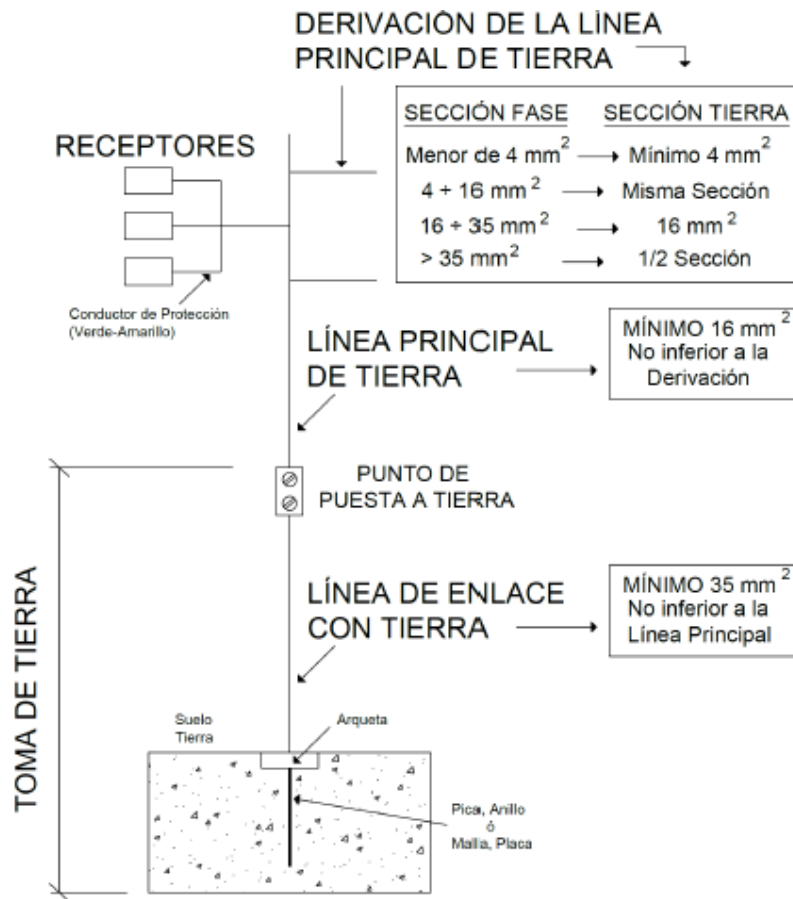 DERIVACIÓN DE LA LÍNEA
PRINCIPAL DE TIERRA
SECCIÓN FASE SECCIÓN TIERRA
Menor de 4 mm² Mínimo 4 mm²
4 ÷ 16 mm² Misma Sección
16 ÷ 35 mm² 16 mm²
> 35 mm² 1/2 Sección
RECEPTORES
Conductor de Protección
(Verde-Amarillo)
LÍNEA PRINCIPAL
DE TIERRA
MÍNIMO 16 mm²
No inferior a la
Derivación
PUNTO DE
PUESTA A TIERRA
TOMA DE TIERRA
LÍNEA DE ENLACE
CON TIERRA
MÍNIMO 35 mm²
No inferior a la
Línea Principal
Suelo
Tierra
Arqueta
Pica, Anillo
ó
Malla, Placa